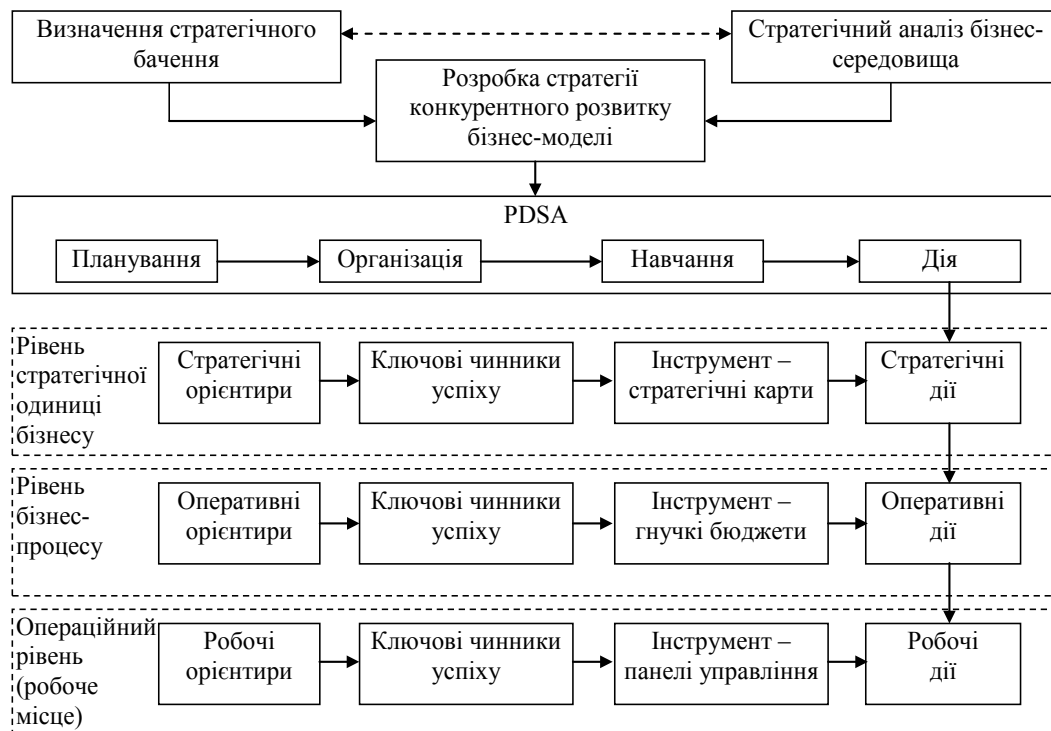 Визначення стратегічного
бачення
Стратегічний аналіз бізнес-
середовища
Розробка стратегії
конкурентного розвитку
бізнес-моделі
PDSA
Планування
Організація
Навчання
Дія
Рівень
стратегічної
одиниці
бізнесу
Стратегічні
орієнтири
Ключові чинники
успіху
Інструмент –
стратегічні карти
Стратегічні
дії
Рівень
бізнес-
процесу
Оперативні
орієнтири
Ключові чинники
успіху
Інструмент –
гнучкі бюджети
Оперативні
дії
Операційний
рівень
(робоче
місце)
Робочі
орієнтири
Ключові чинники
успіху
Інструмент –
панелі управління
Робочі
дії